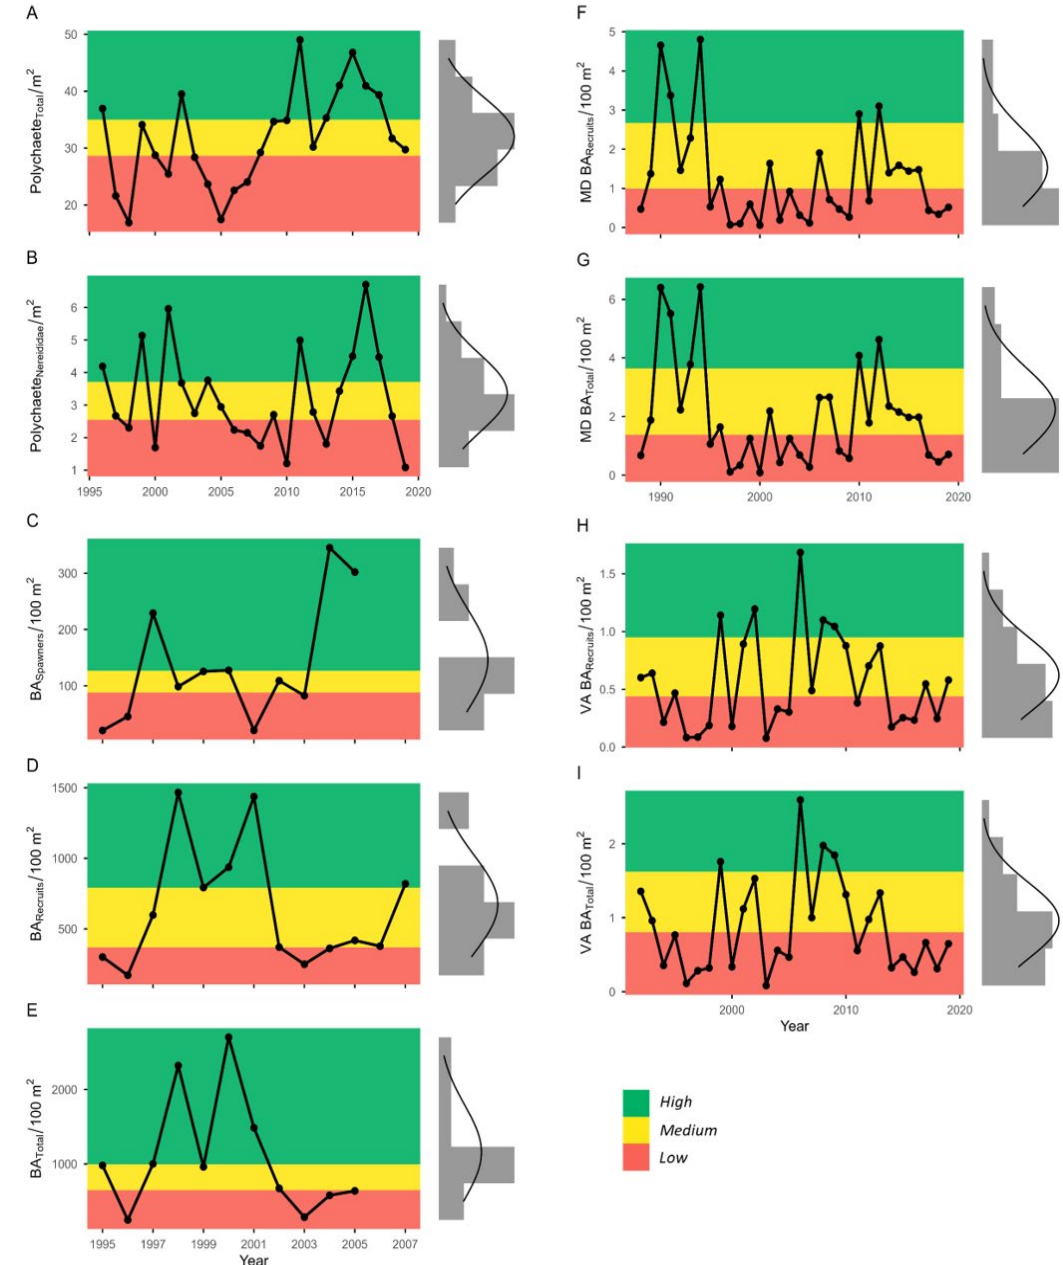 A
Polychaete_Total/m²
50
40
30
20
B
Polychaete_Nereididae/m²
6
5
4
3
2
1
1995 2000 2005 2010 2015 2020
C
BA_Spawners/100 m²
300
200
100
D
BA_Recruits/100 m²
1500
1000
500
E
BA_Total/100 m²
2000
1000
1995 1997 1999 2001 2003 2005 2007
Year
F
MD BA_Recruits/100 m²
5
4
3
2
1
0
G
MD BA_Total/100 m²
6
4
2
0
1990 2000 2010 2020
H
VA BA_Recruits/100 m²
1.5
1.0
0.5
0.0
I
VA BA_Total/100 m²
2
1
0
2000 2010 2020
Year
High
Medium
Low